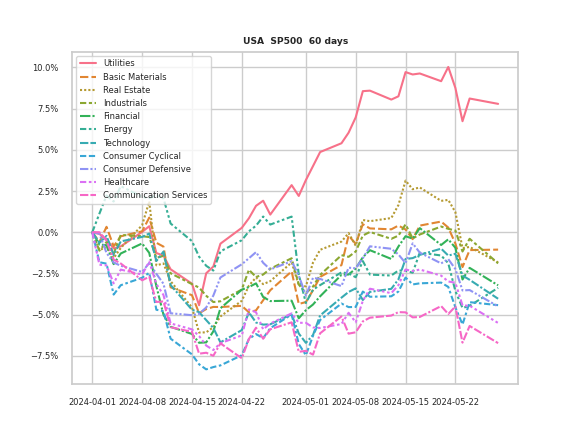 USA  SP500  60 days
10.0%
7.5%
5.0%
2.5%
0.0%
−2.5%
−5.0%
−7.5%
Utilities
Basic Materials
Real Estate
Industrials
Financial
Energy
Technology
Consumer Cyclical
Consumer Defensive
Healthcare
Communication Services
2024-04-01 2024-04-08 2024-04-15 2024-04-22 2024-05-01 2024-05-08 2024-05-15 2024-05-22